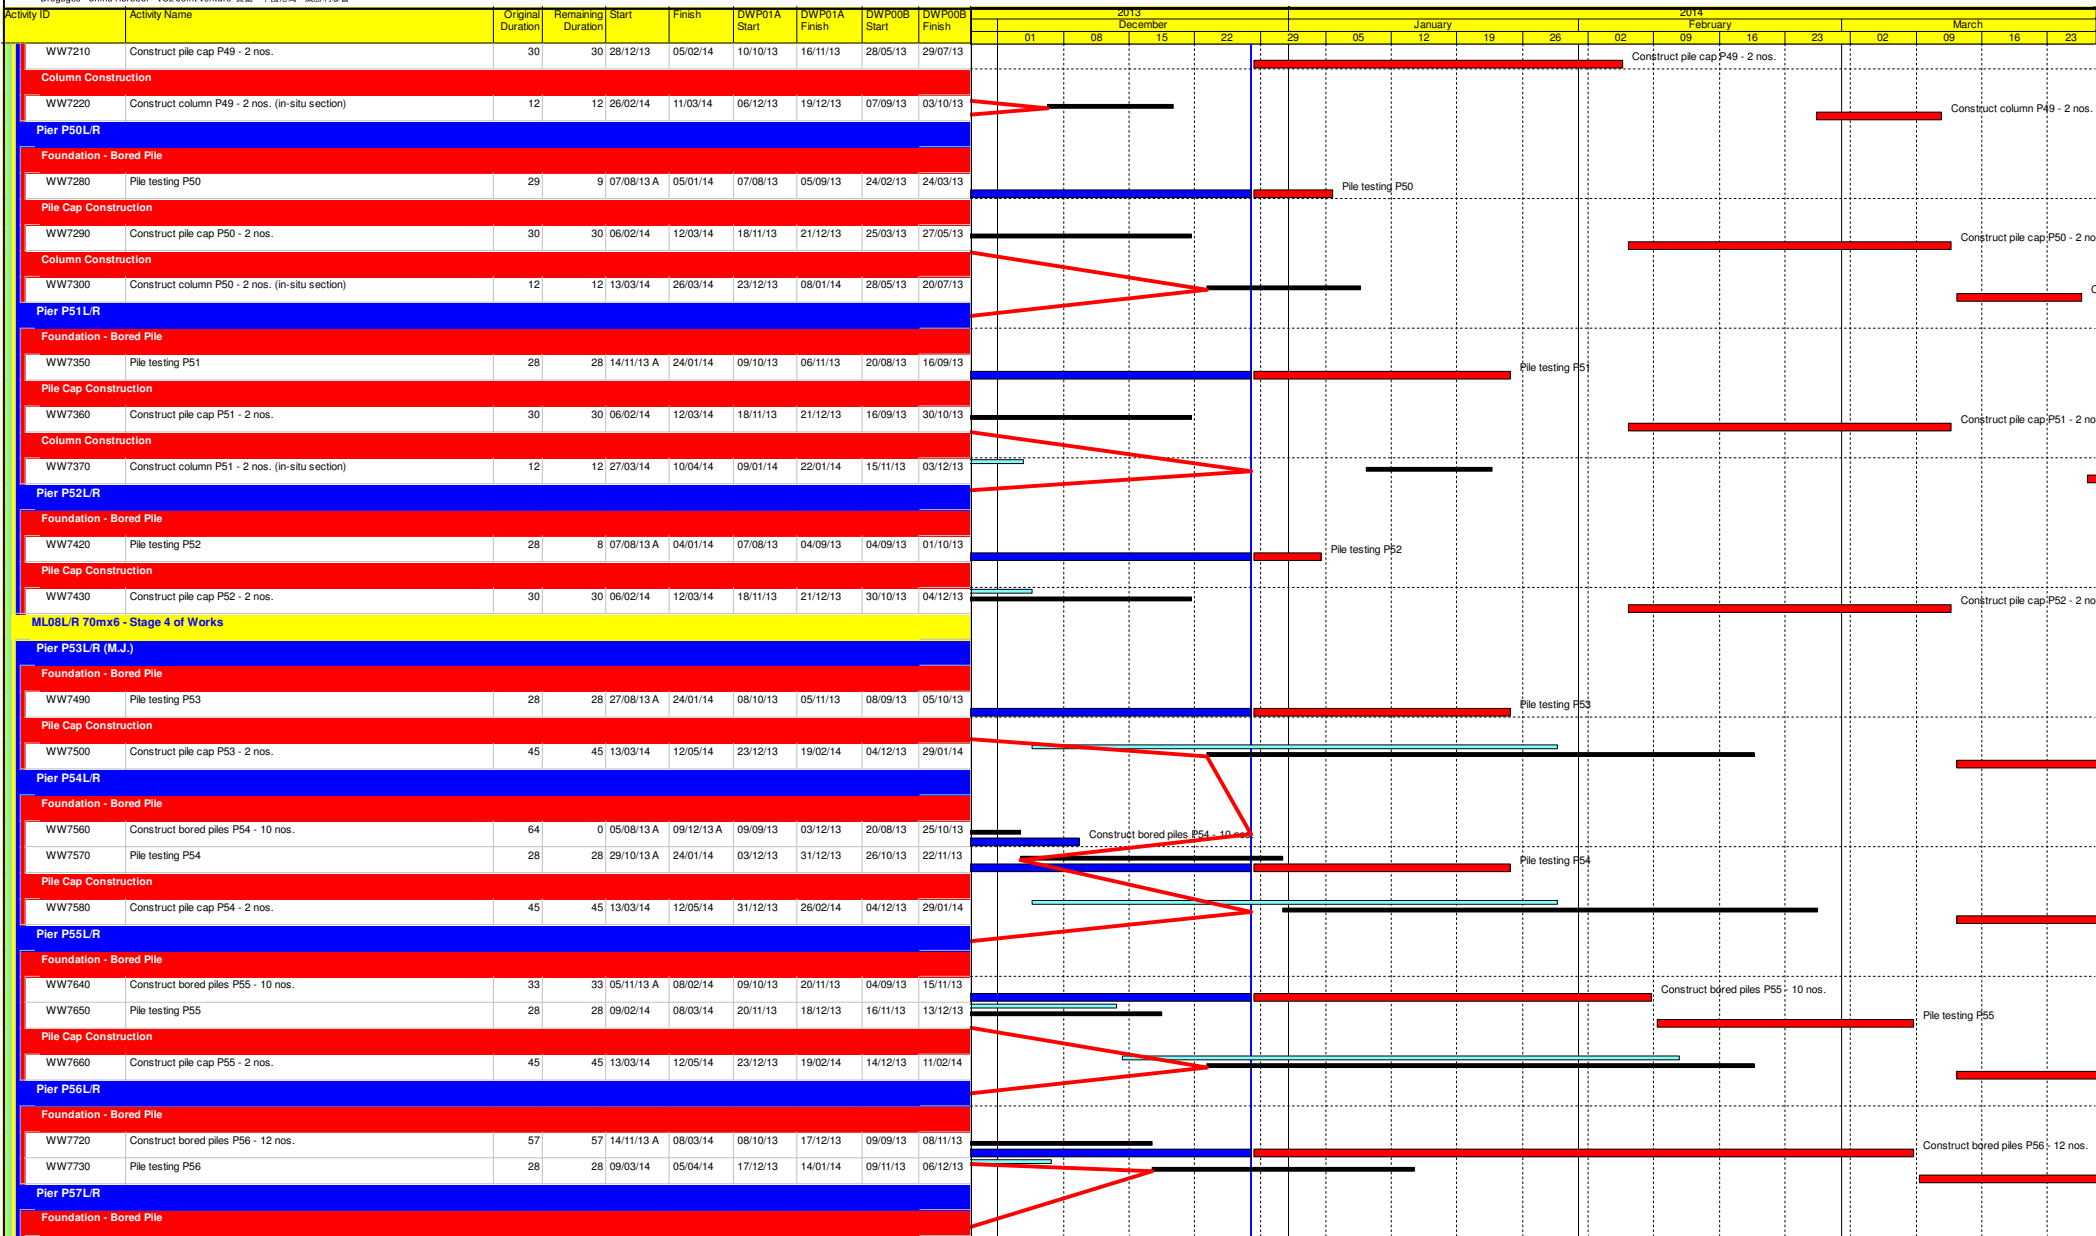 Activity ID Activity Name Original Duration Remaining Duration Start Finish DWP01A Start DWP01A Finish DWP00B Start DWP00B Finish
2013 2014
December January February March
01 08 15 22 29 05 12 19 26 02 09 16 23 02 09 16 23
WW7210 Construct pile cap P49 - 2 nos. 30 30 28/12/13 05/02/14 10/10/13 16/11/13 28/05/13 29/07/13 Construct pile cap P49 - 2 nos.
Column Construction
WW7220 Construct column P49 - 2 nos. (in-situ section) 12 12 26/02/14 11/03/14 06/12/13 19/12/13 07/09/13 03/10/13 Construct column P49 - 2 nos.
Pier P50L/R
Foundation - Bored Pile
WW7280 Pile testing P50 29 9 07/08/13 A 05/01/14 07/08/13 05/09/13 24/02/13 24/03/13 Pile testing P50
Pile Cap Construction
WW7290 Construct pile cap P50 - 2 nos. 30 30 06/02/14 12/03/14 18/11/13 21/12/13 25/03/13 27/05/13 Construct pile cap P50 - 2 no
Column Construction
WW7300 Construct column P50 - 2 nos. (in-situ section) 12 12 13/03/14 26/03/14 23/12/13 08/01/14 28/05/13 20/07/13 C
Pier P51L/R
Foundation - Bored Pile
WW7350 Pile testing P51 28 28 14/11/13 A 24/01/14 09/10/13 06/11/13 20/08/13 16/09/13 Pile testing P51
Pile Cap Construction
WW7360 Construct pile cap P51 - 2 nos. 30 30 06/02/14 12/03/14 18/11/13 21/12/13 16/09/13 30/10/13 Construct pile cap P51 - 2 no
Column Construction
WW7370 Construct column P51 - 2 nos. (in-situ section) 12 12 27/03/14 10/04/14 09/01/14 22/01/14 15/11/13 03/12/13
Pier P52L/R
Foundation - Bored Pile
WW7420 Pile testing P52 28 8 07/08/13 A 04/01/14 07/08/13 04/09/13 04/09/13 01/10/13 Pile testing P52
Pile Cap Construction
WW7430 Construct pile cap P52 - 2 nos. 30 30 06/02/14 12/03/14 18/11/13 21/12/13 30/10/13 04/12/13 Construct pile cap P52 - 2 no
ML08L/R 70mx6 - Stage 4 of Works
Pier P53L/R (M.J.)
Foundation - Bored Pile
WW7490 Pile testing P53 28 28 27/08/13 A 24/01/14 08/10/13 05/11/13 08/09/13 05/10/13 Pile testing P53
Pile Cap Construction
WW7500 Construct pile cap P53 - 2 nos. 45 45 13/03/14 12/05/14 23/12/13 19/02/14 04/12/13 29/01/14
Pier P54L/R
Foundation - Bored Pile
WW7560 Construct bored piles P54 - 10 nos. 64 0 05/08/13 A 09/12/13 A 09/09/13 03/12/13 20/08/13 25/10/13 Construct bored piles P54 - 10 nos.
WW7570 Pile testing P54 28 28 29/10/13 A 24/01/14 03/12/13 31/12/13 26/10/13 22/11/13 Pile testing P54
Pile Cap Construction
WW7580 Construct pile cap P54 - 2 nos. 45 45 13/03/14 12/05/14 31/12/13 26/02/14 04/12/13 29/01/14
Pier P55L/R
Foundation - Bored Pile
WW7640 Construct bored piles P55 - 10 nos. 33 33 05/11/13 A 08/02/14 09/10/13 20/11/13 04/09/13 15/11/13 Construct bored piles P55 - 10 nos.
WW7650 Pile testing P55 28 28 09/02/14 08/03/14 20/11/13 18/12/13 16/11/13 13/12/13 Pile testing P55
Pile Cap Construction
WW7660 Construct pile cap P55 - 2 nos. 45 45 13/03/14 12/05/14 23/12/13 19/02/14 14/12/13 11/02/14
Pier P56L/R
Foundation - Bored Pile
WW7720 Construct bored piles P56 - 12 nos. 57 57 14/11/13 A 08/03/14 08/10/13 17/12/13 09/09/13 08/11/13 Construct bored piles P56 - 12 nos.
WW7730 Pile testing P56 28 28 09/03/14 05/04/14 17/12/13 14/01/14 09/11/13 06/12/13
Pier P57L/R
Foundation - Bored Pile